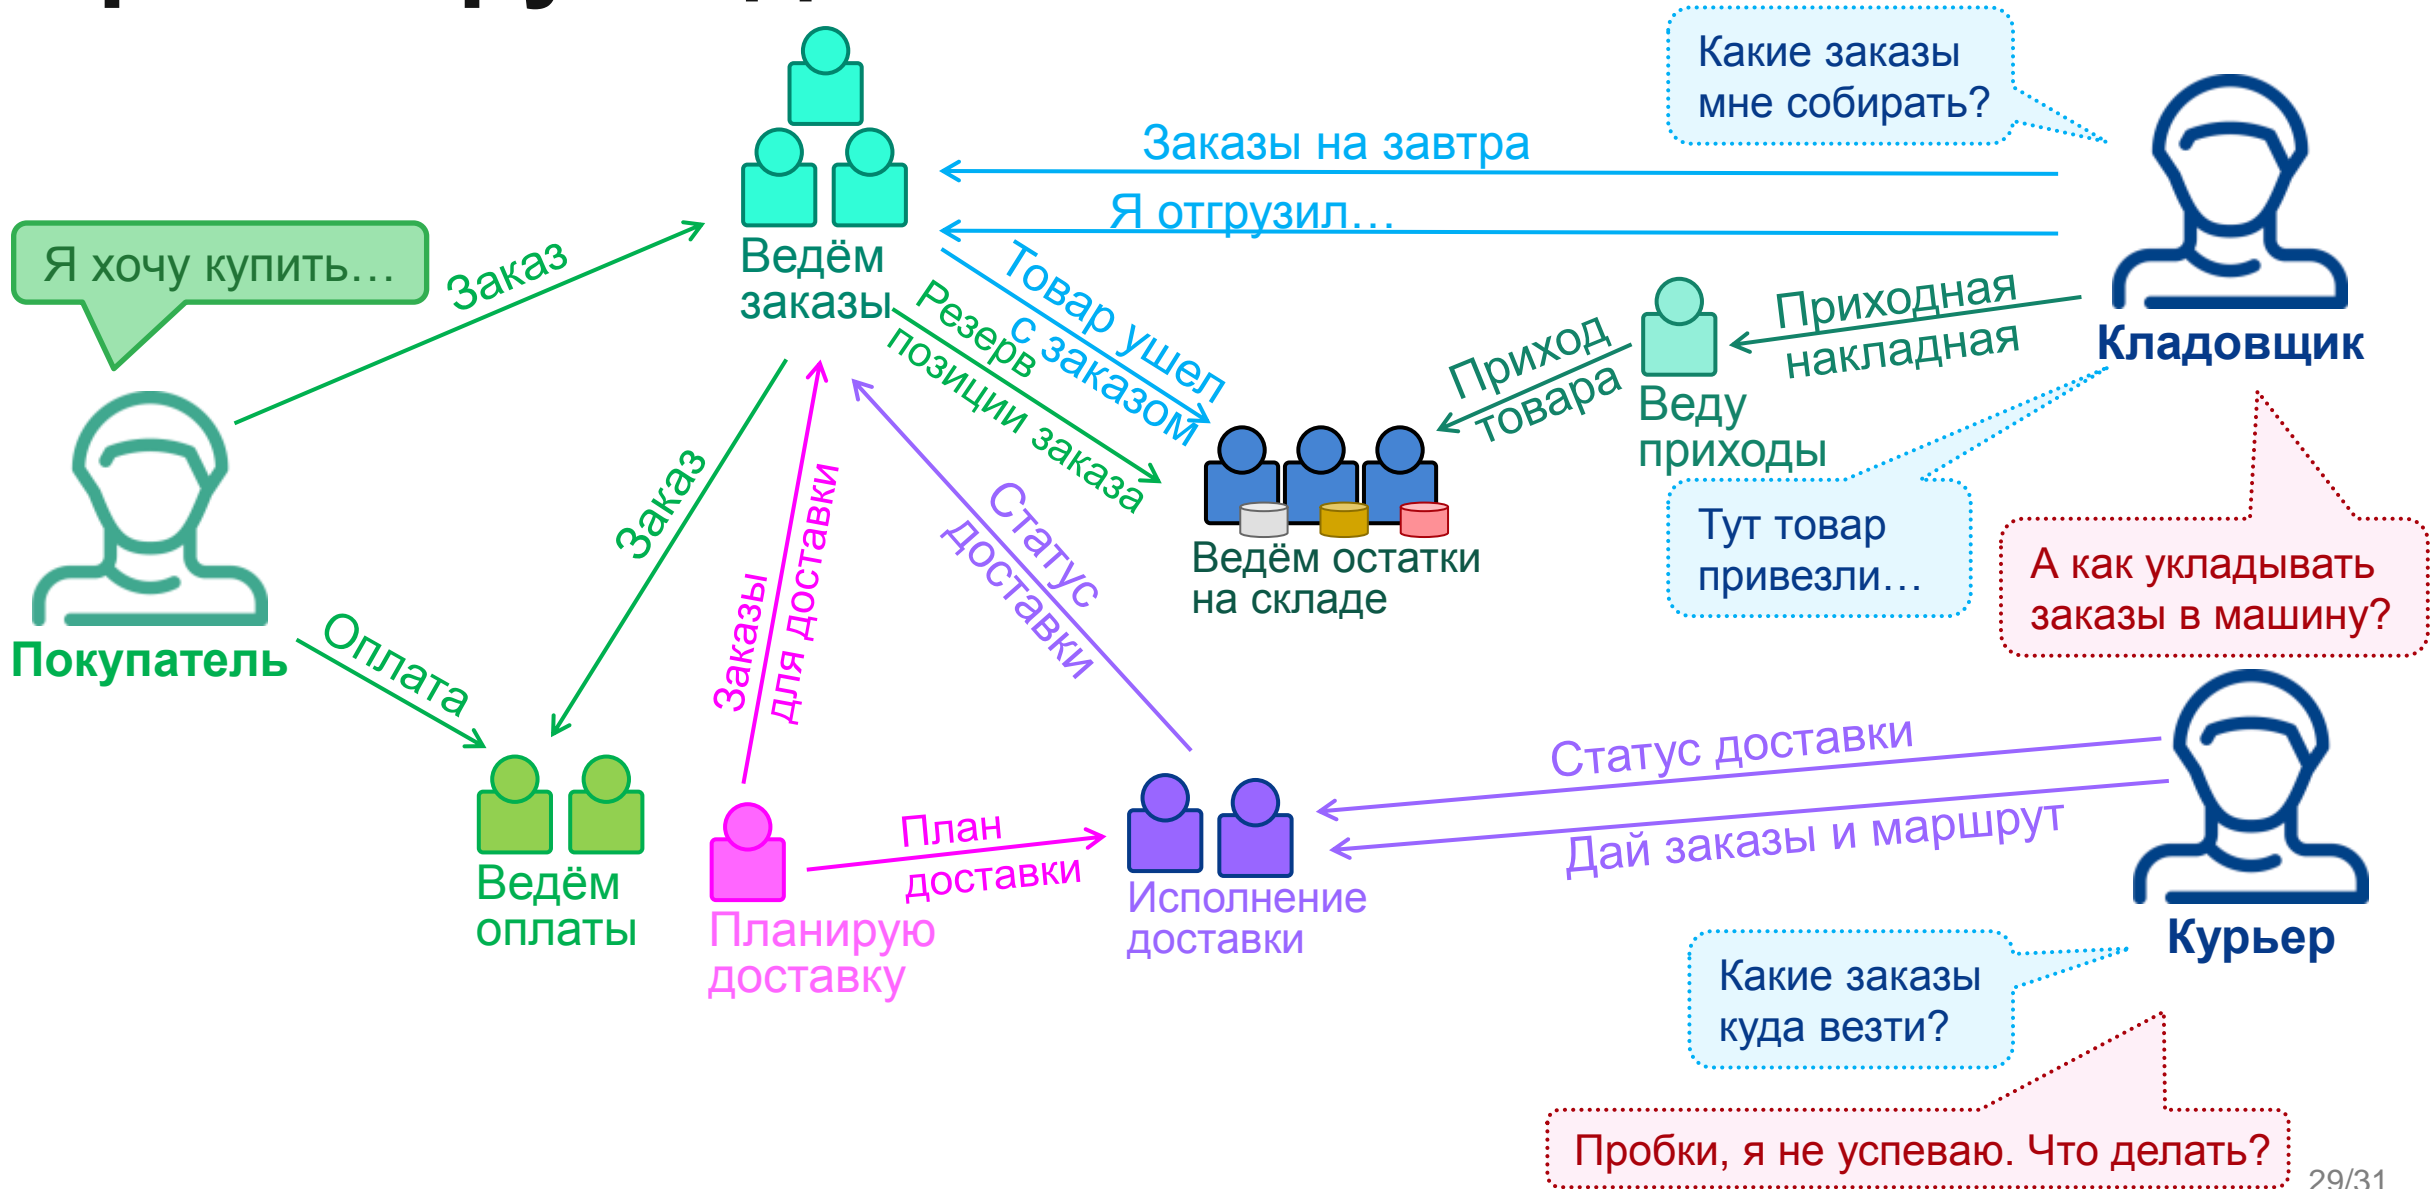 Какие заказы
мне собирать?
Заказы на завтра
Я отгрузил…
Я хочу купить…
Заказ
Ведём
заказы
Товар ушел
с заказом
Резерв
позиции заказа
Приход
товара
Приходная
накладная
Кладовщик
Веду
приходы
Заказ
Заказы
для доставки
Статус
доставки
Ведём остатки
на складе
Тут товар
привезли…
А как укладывать
заказы в машину?
Покупатель
Оплата
Статус доставки
Дай заказы и маршрут
План
доставки
Ведём
оплаты
Планирую
доставку
Исполнение
доставки
Курьер
Какие заказы
куда везти?
Пробки, я не успеваю. Что делать?
29/31